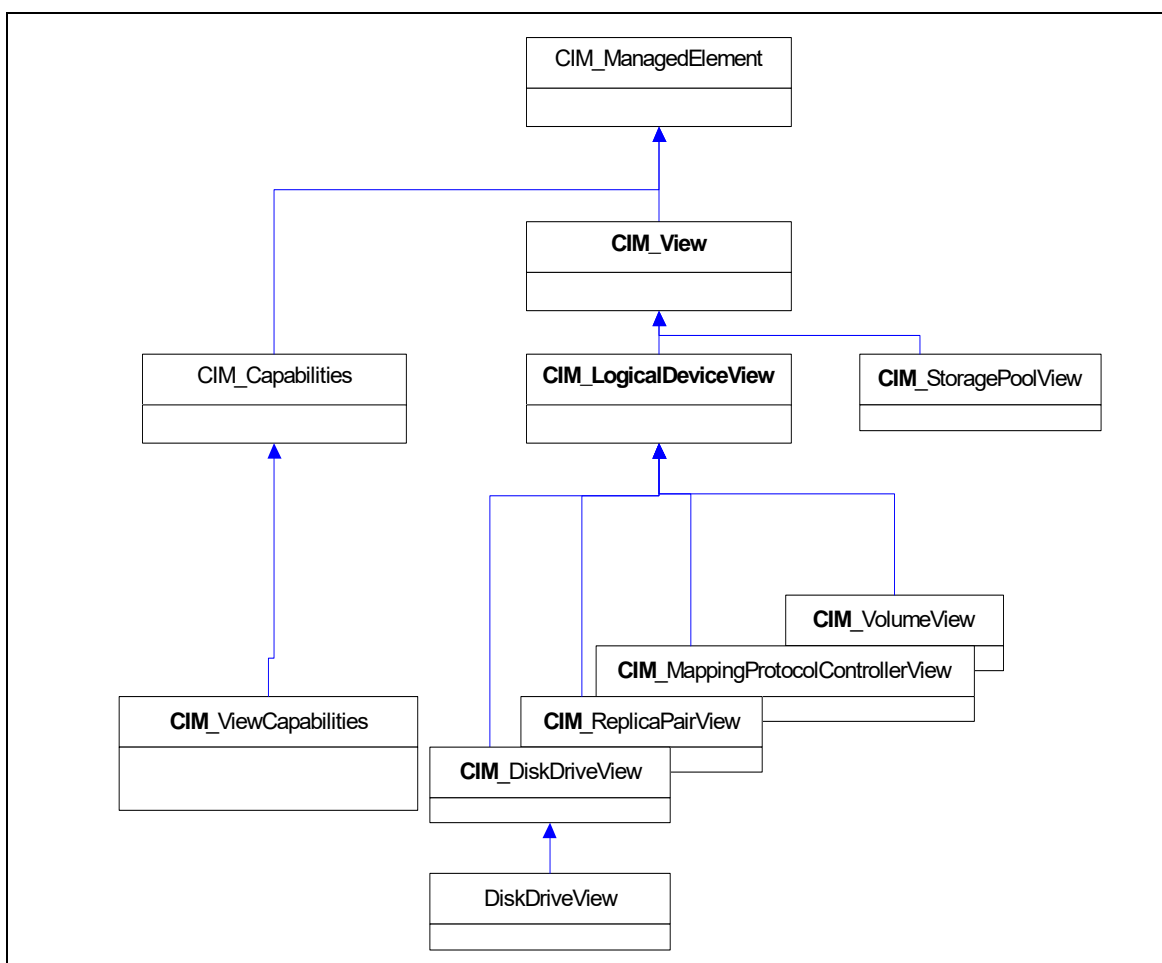 CIM_ManagedElement
CIM_View
CIM_Capabilities
CIM_LogicalDeviceView
CIM_StoragePoolView
CIM_VolumeView
CIM_MappingProtocolControllerView
CIM_ViewCapabilities
CIM_ReplicaPairView
CIM_DiskDriveView
DiskDriveView